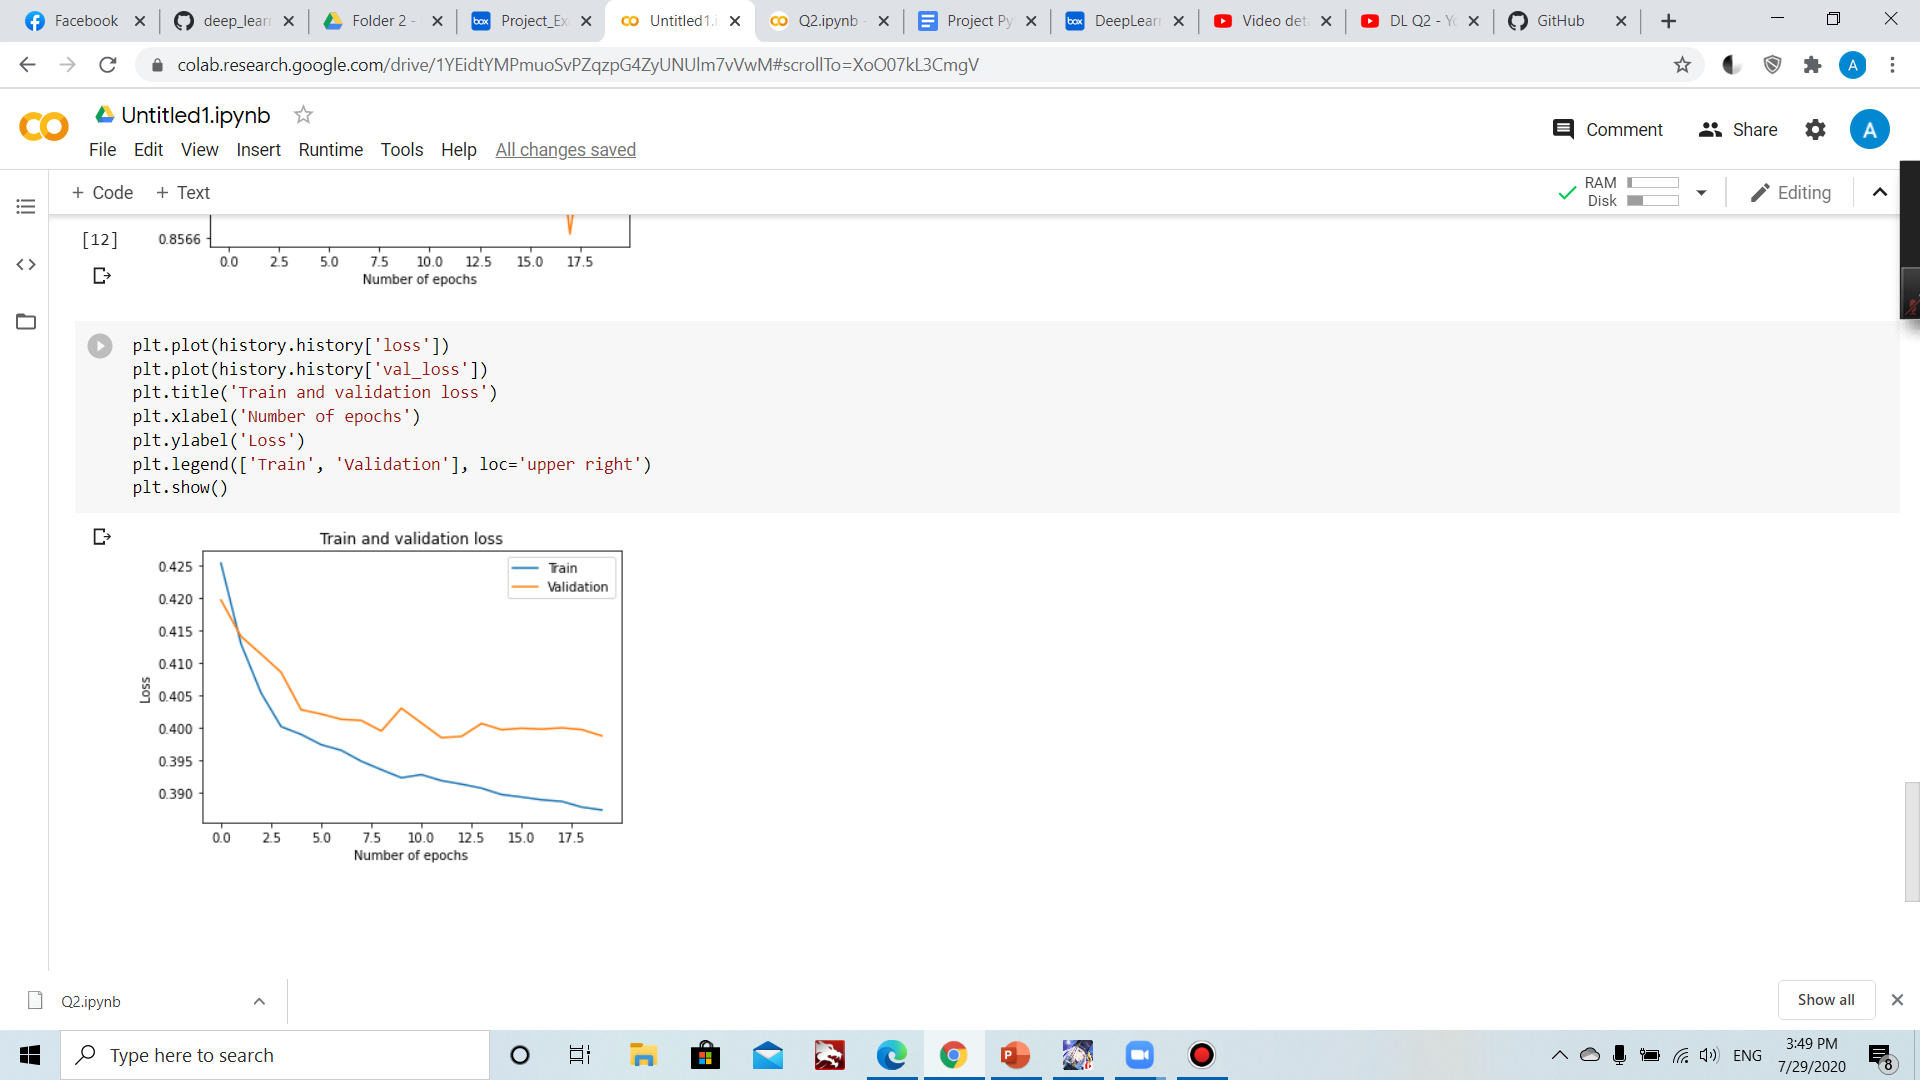 Facebook
deep_learn
Folder 2 -
Project_Ex
Untitled1.i
Q2.ipynb -
Project Py
DeepLearn
Video deta
DL Q2 - Yo
GitHub
colab.research.google.com/drive/1YEidtYMPmuoSvPZqzpG4ZyUNUlm7vVwM#scrollTo=XoO07kL3CmgV
A
Untitled1.ipynb
Comment
Share
A
File Edit View Insert Runtime Tools Help All changes saved
+ Code + Text
RAM
Disk
Editing
[12]
0.8566
0.0 2.5 5.0 7.5 10.0 12.5 15.0 17.5
Number of epochs
plt.plot(history.history['loss'])
plt.plot(history.history['val_loss'])
plt.title('Train and validation loss')
plt.xlabel('Number of epochs')
plt.ylabel('Loss')
plt.legend(['Train', 'Validation'], loc='upper right')
plt.show()
Train and validation loss
Train
Validation
0.425
0.420
0.415
0.410
0.405
0.400
0.395
0.390
Loss
0.0 2.5 5.0 7.5 10.0 12.5 15.0 17.5
Number of epochs
Q2.ipynb
Show all
Type here to search
ENG
3:49 PM
7/29/2020
8